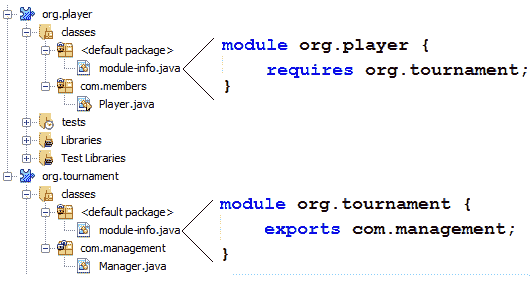 org.player
classes
<default package>
module-info.java
com.members
Player.java
tests
Libraries
Test Libraries
org.tournament
classes
<default package>
module-info.java
com.management
Manager.java
module org.player {
requires org.tournament;
}
module org.tournament {
exports com.management;
}